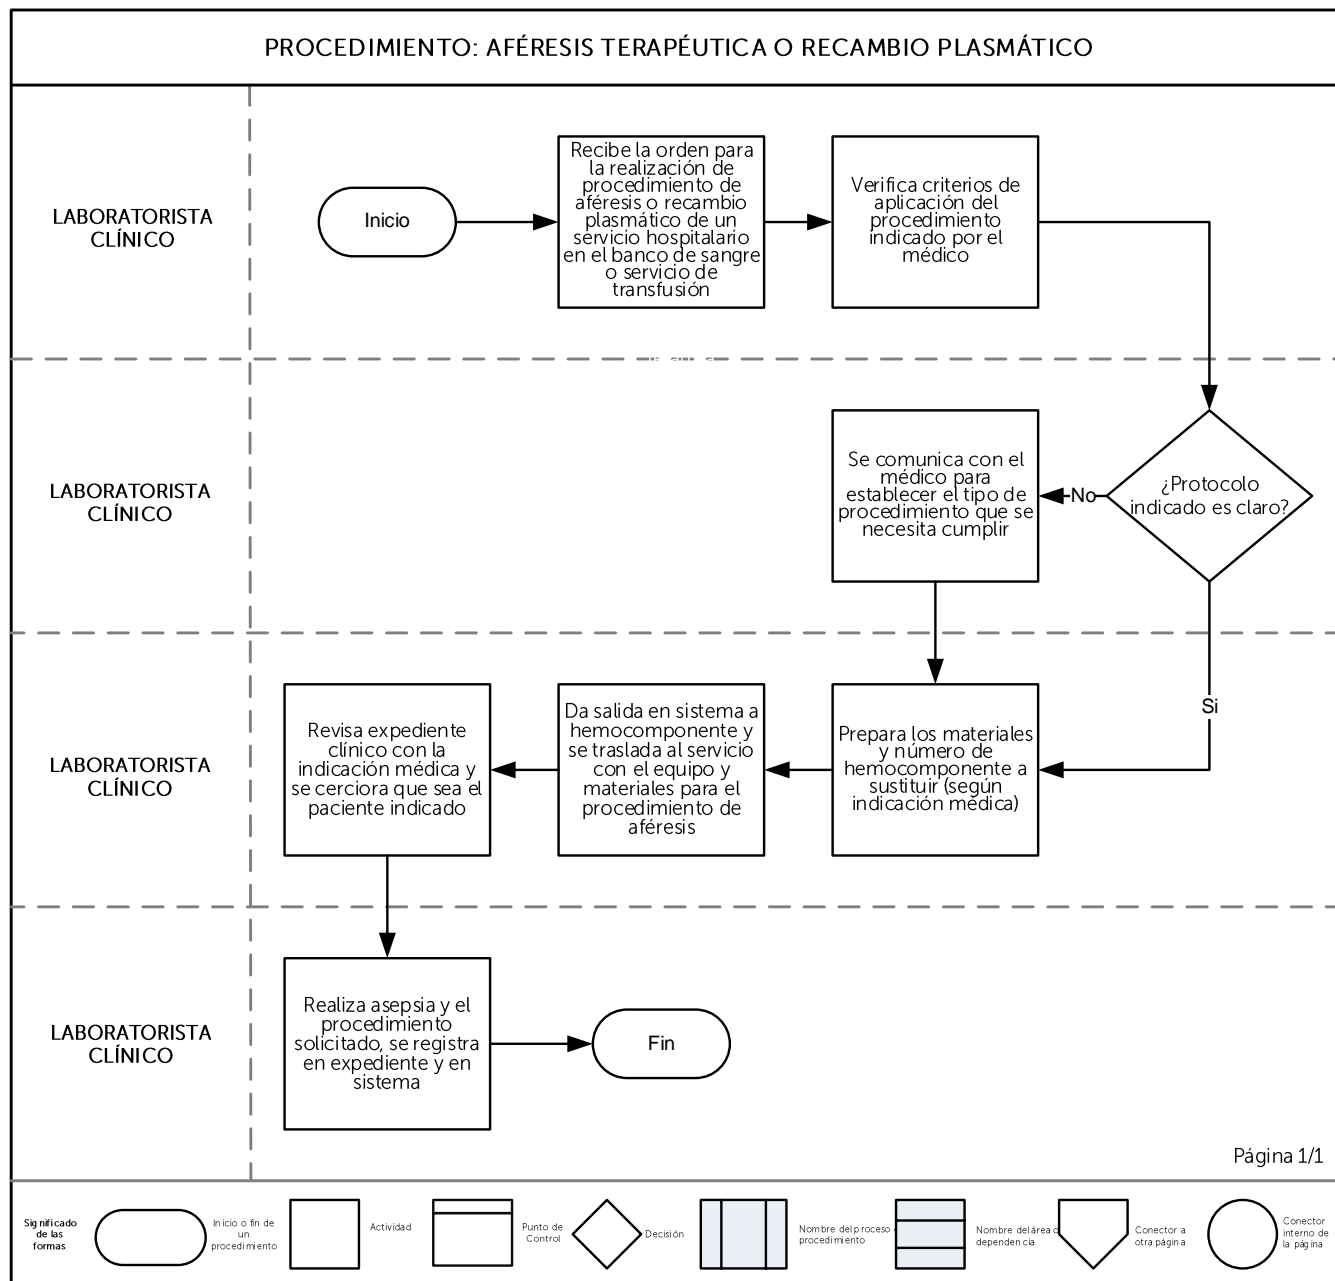 PROCEDIMIENTO: AFÉRESIS TERAPÉUTICA O RECAMBIO PLASMÁTICO
LABORATORISTA
CLÍNICO
Inicio
Recibe la orden para
la realización de
procedimiento de
aféresis o recambio
plasmático de un
servicio hospitalario
en el banco de sangre
o servicio de
transfusión
Verifica criterios de
aplicación del
procedimiento
indicado por el
médico
LABORATORISTA
CLÍNICO
Se comunica con el
médico para
establecer el tipo de
procedimiento que se
necesita cumplir
No
¿Protocolo
indicado es claro?
Si
LABORATORISTA
CLÍNICO
Revisa expediente
clínico con la
indicación médica y
se cerciora que sea el
paciente indicado
Da salida en sistema a
hemocomponente y
se traslada al servicio
con el equipo y
materiales para el
procedimiento de
aféresis
Prepara los materiales
y número de
hemocomponente a
sustituir (según
indicación médica)
LABORATORISTA
CLÍNICO
Realiza asepsia y el
procedimiento
solicitado, se registra
en expediente y en
sistema
Fin
Página 1/1
Significado
de las
formas
Inicio o fin de
un
procedimiento
Actividad
Punto de
Control
Decisión
Nombre del proceso
procedimiento
Nombre del área o
dependencia
Conector a
otra página
Conector
interno de
la página